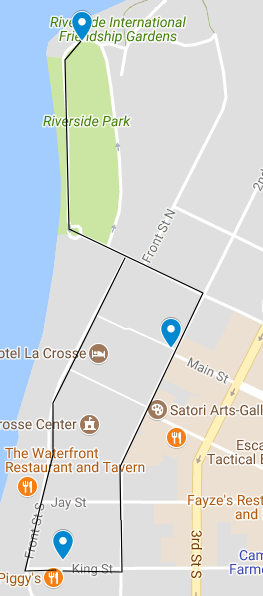 Riverside International
Friendship Gardens
Riverside Park
Front St N
2nd
otel La Crosse
Main St
Satori Arts-Gall
rosse Center
The Waterfront
Restaurant and Tavern
Esca
Tactical E
Jay St
Fayze's Rest
and
Front St S
3rd St S
King St
Piggy's
Cam
Farme